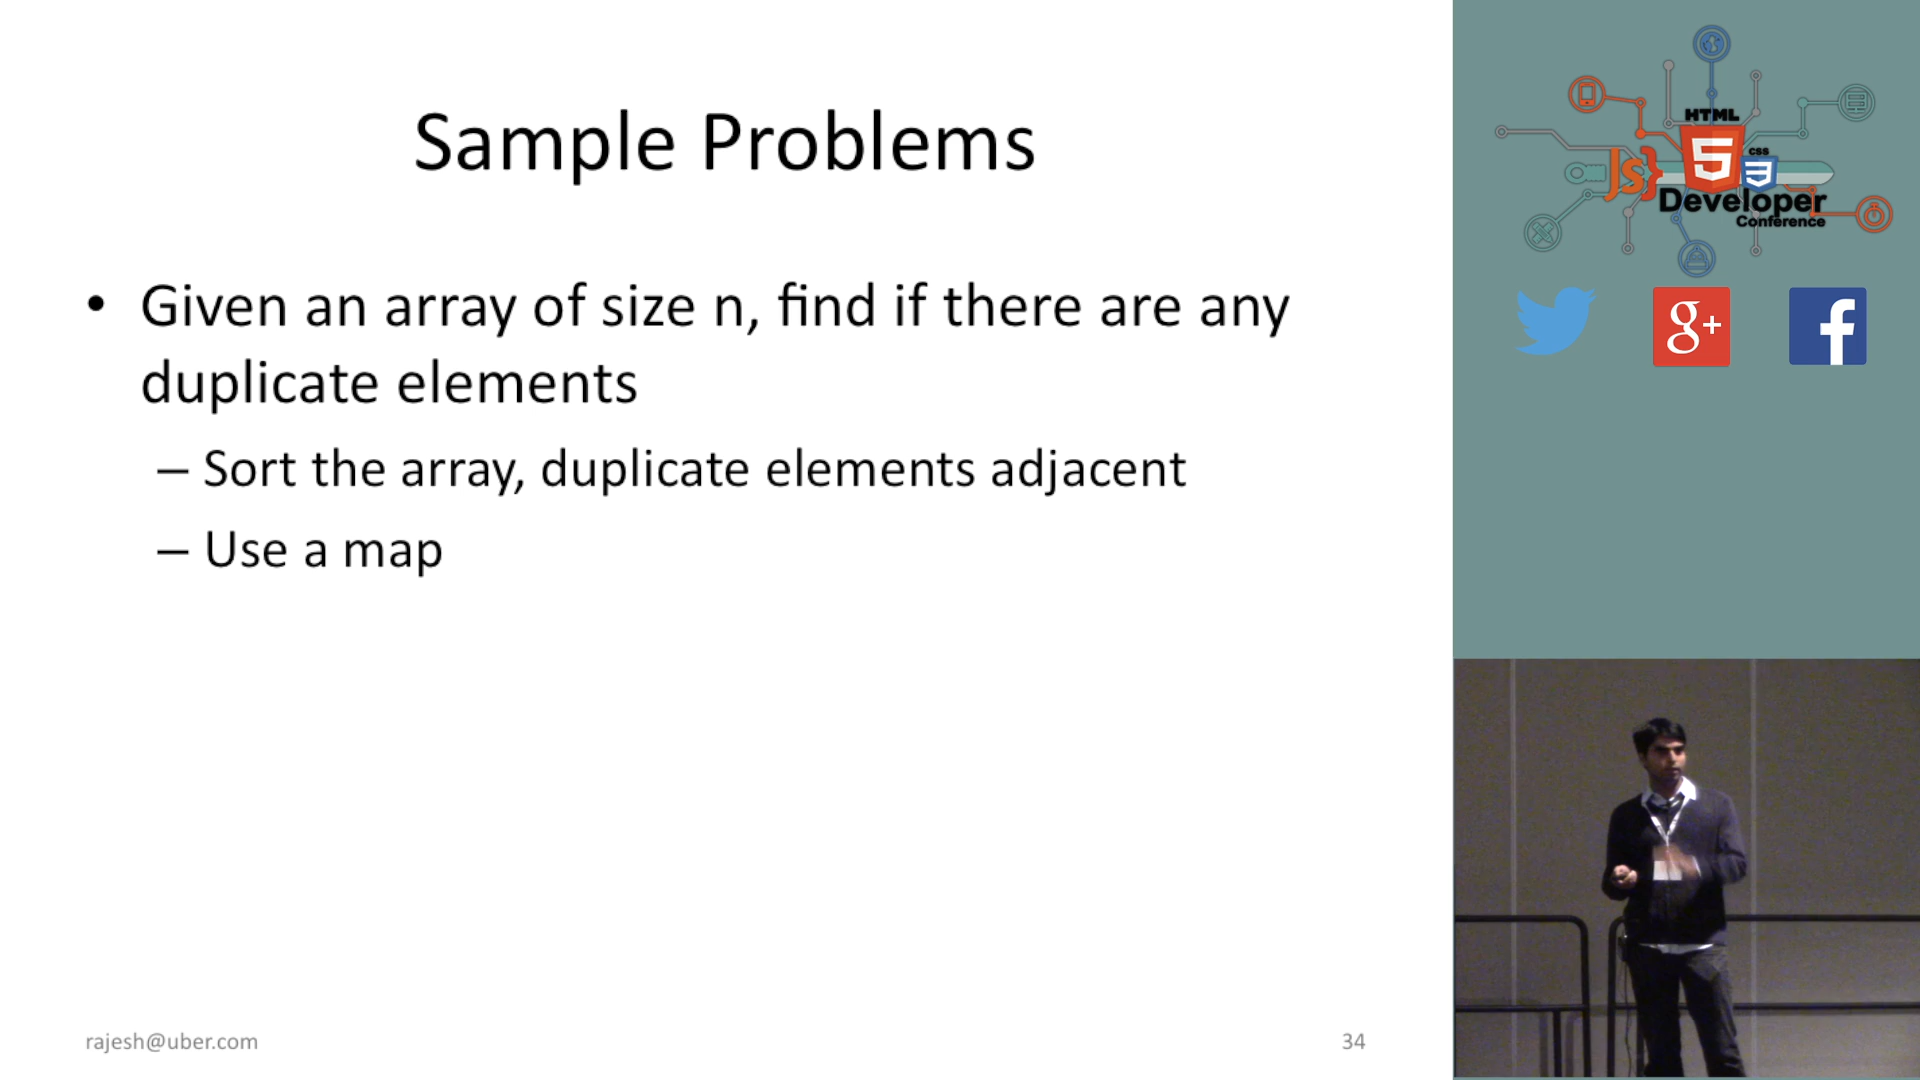 Sample Problems
• Given an array of size n, find if there are any
duplicate elements
– Sort the array, duplicate elements adjacent
– Use a map
rajesh@uber.com
34
HTML
5
CSS
3
JS}
Developer
Conference
g+
f